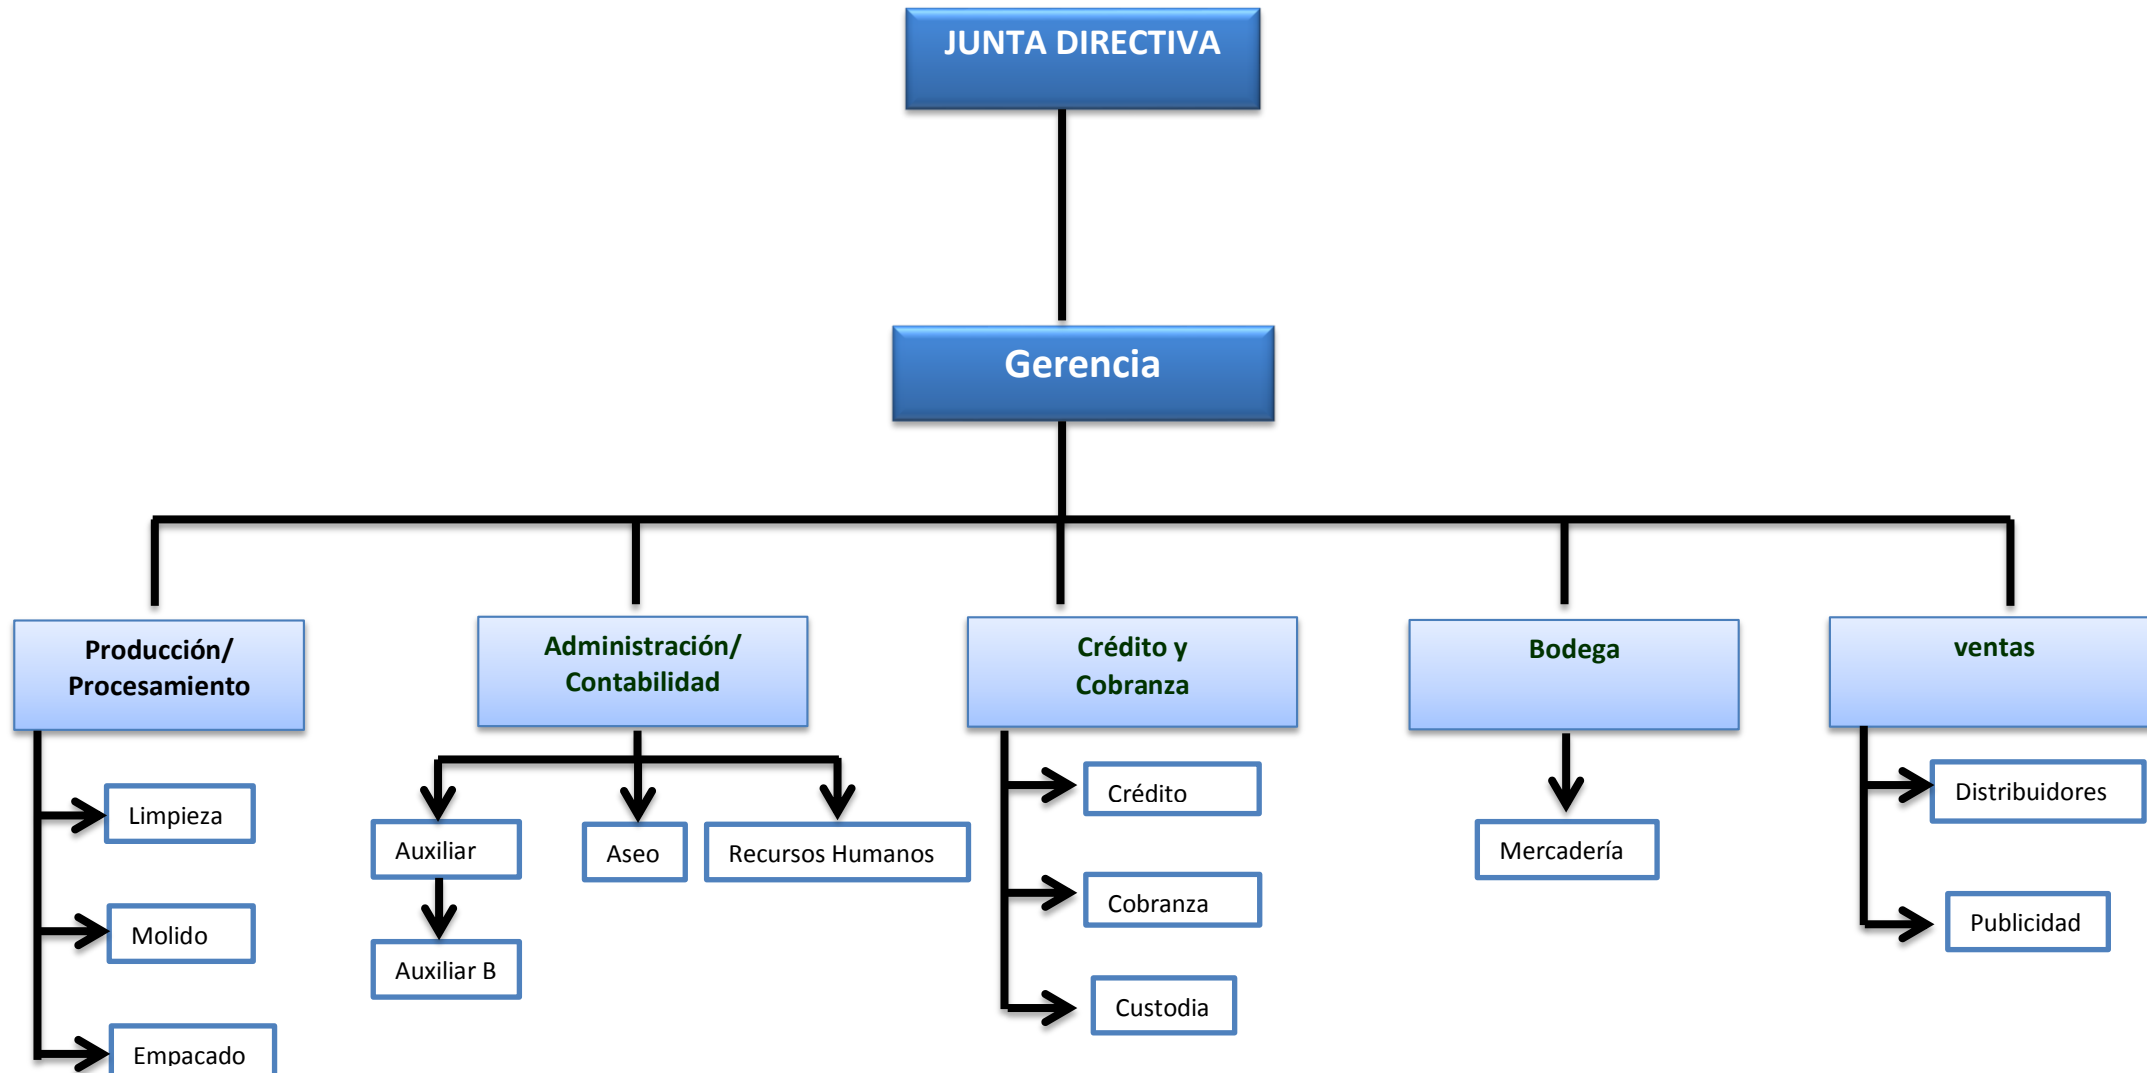 JUNTA DIRECTIVA
Gerencia
Producción/
Procesamiento
Administración/
Contabilidad
Crédito y
Cobranza
Bodega
ventas
Limpieza
Molido
Empacado
Auxiliar
Auxiliar B
Aseo
Recursos Humanos
Crédito
Cobranza
Custodia
Mercadería
Distribuidores
Publicidad